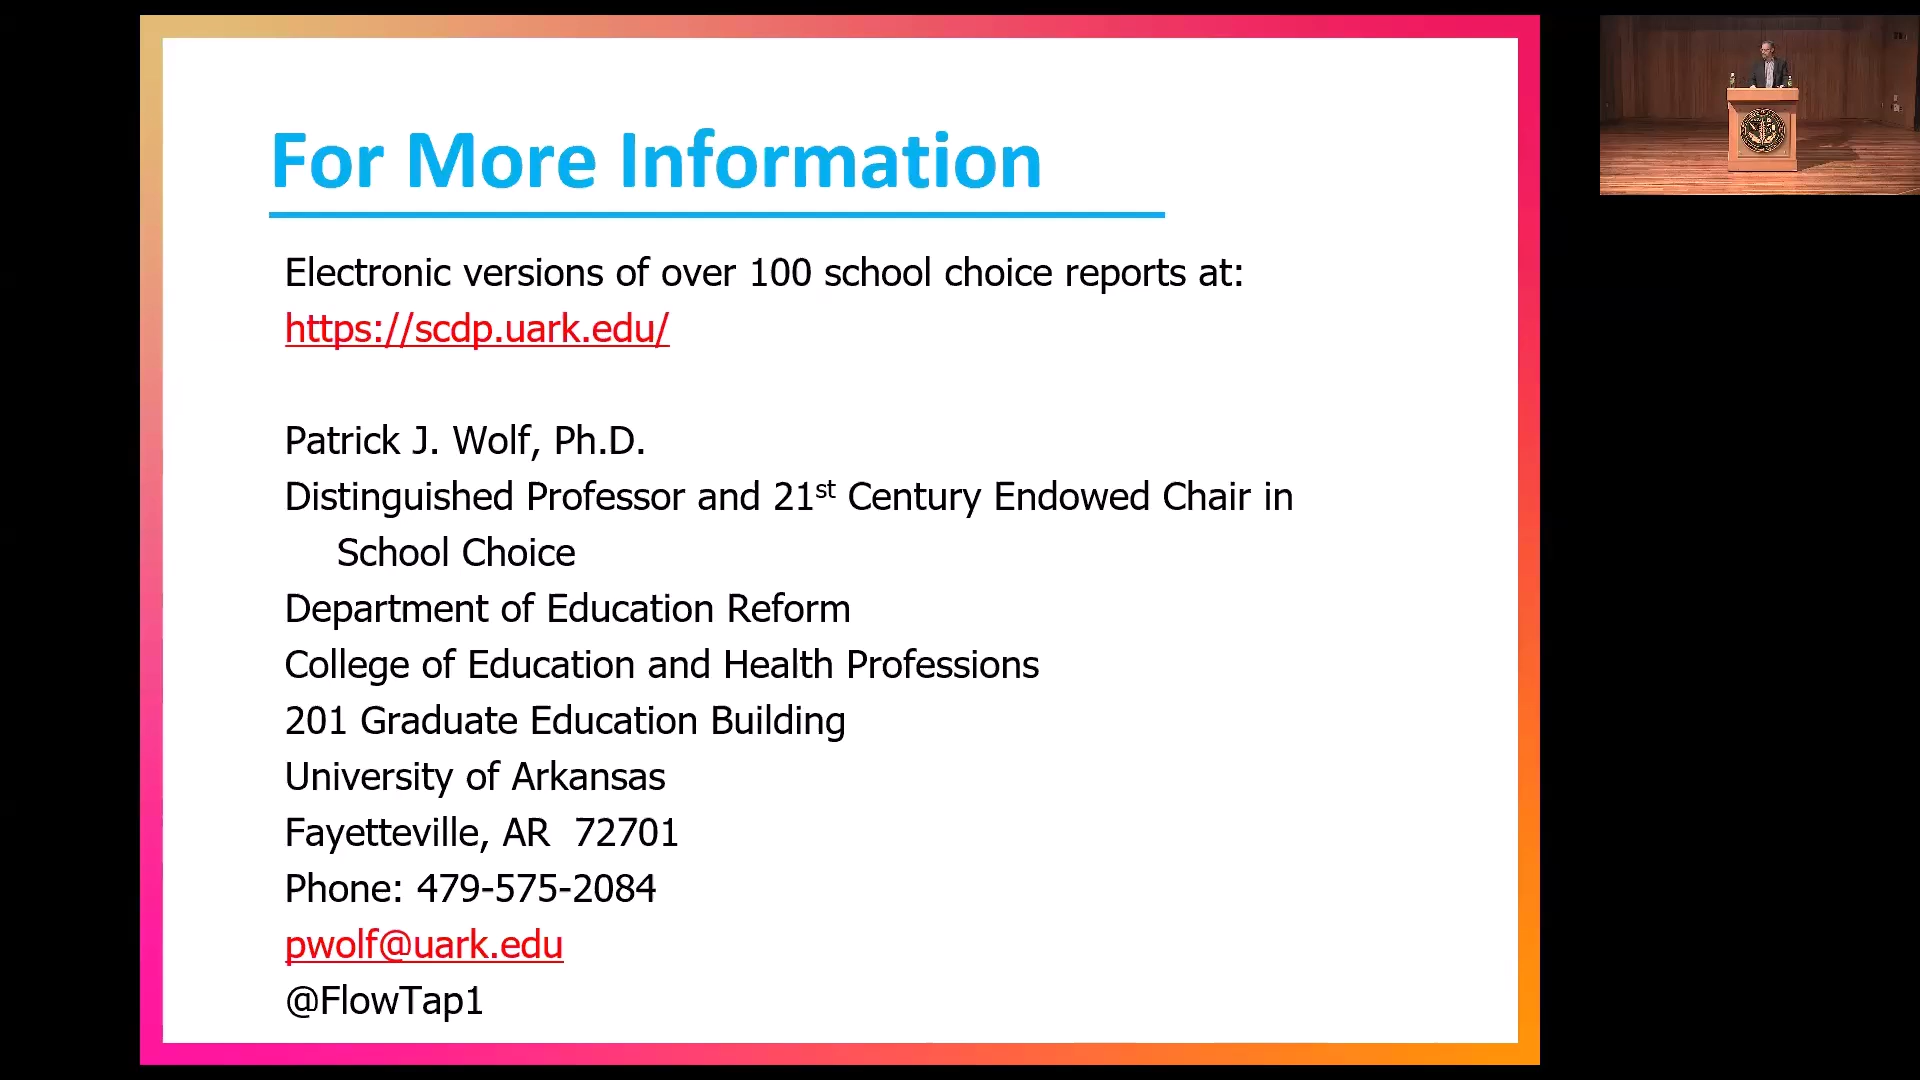 For More Information
Electronic versions of over 100 school choice reports at:
https://scdp.uark.edu/
Patrick J. Wolf, Ph.D.
Distinguished Professor and 21st Century Endowed Chair in
School Choice
Department of Education Reform
College of Education and Health Professions
201 Graduate Education Building
University of Arkansas
Fayetteville, AR  72701
Phone: 479-575-2084
pwolf@uark.edu
@FlowTap1